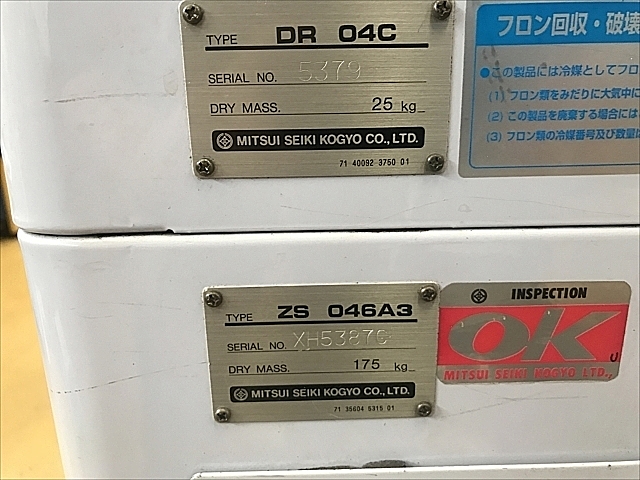 TYPE DR 04C
SERIAL NO. 5379
DRY MASS. 25 kg
MITSUI SEIKI KOGYO CO., LTD.
71 40092-3750 01
フロン回収・破壊
●この製品には冷媒としてフロ
(1) フロン類をみだりに大気中に
(2) この製品を廃棄する場合には
(3) フロン類の冷媒番号及び数量
TYPE ZS 046A3
SERIAL NO. XH5387G
DRY MASS. 175 kg
MITSUI SEIKI KOGYO CO., LTD.
71 35604 5315 01
INSPECTION
OK
U
MITSUI SEIKI KOGYO LTD.,